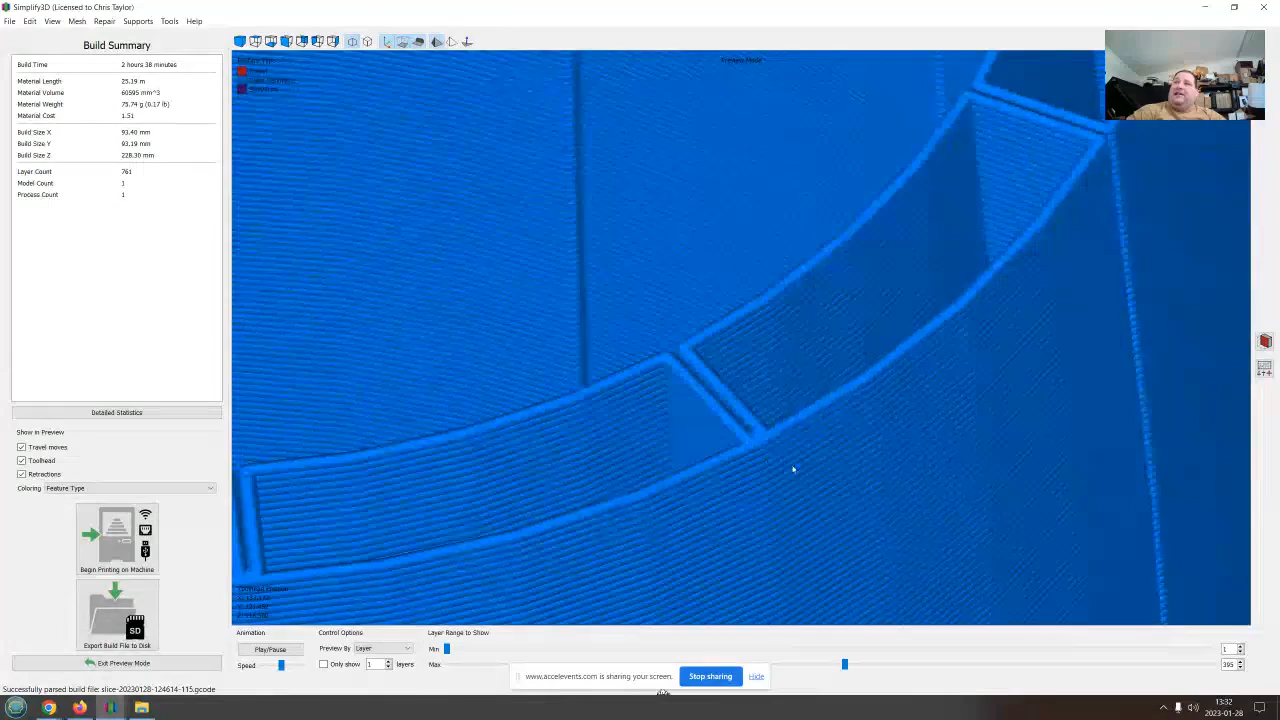 Simplify3D (Licensed to Chris Taylor)
File Edit View Mesh Repair Supports Tools Help
Build Summary
Build Time 2 hours 38 minutes
Material Length 25.19 m
Material Volume 60595 mm^3
Material Weight 75.74 g (0.17 lb)
Material Cost 1.51
Build Size X 93.40 mm
Build Size Y 93.19 mm
Build Size Z 228.30 mm
Layer Count 761
Model Count 1
Process Count 1
Preview Mode
Detailed Statistics
Show in Preview
Travel moves
Toolhead
Retractions
Coloring Feature Type
Begin Printing on Machine
SD
Export Build File to Disk
Exit Preview Mode
Animation
Play/Pause
Speed
Control Options
Preview By Layer
Only show 1 layers
Layer Range to Show
Min 1
Max 395
www.accelevents.com is sharing your screen. Stop sharing Hide
Successfully parsed build file: slice-20230128-124614-115.gcode
13:32
2023-01-28